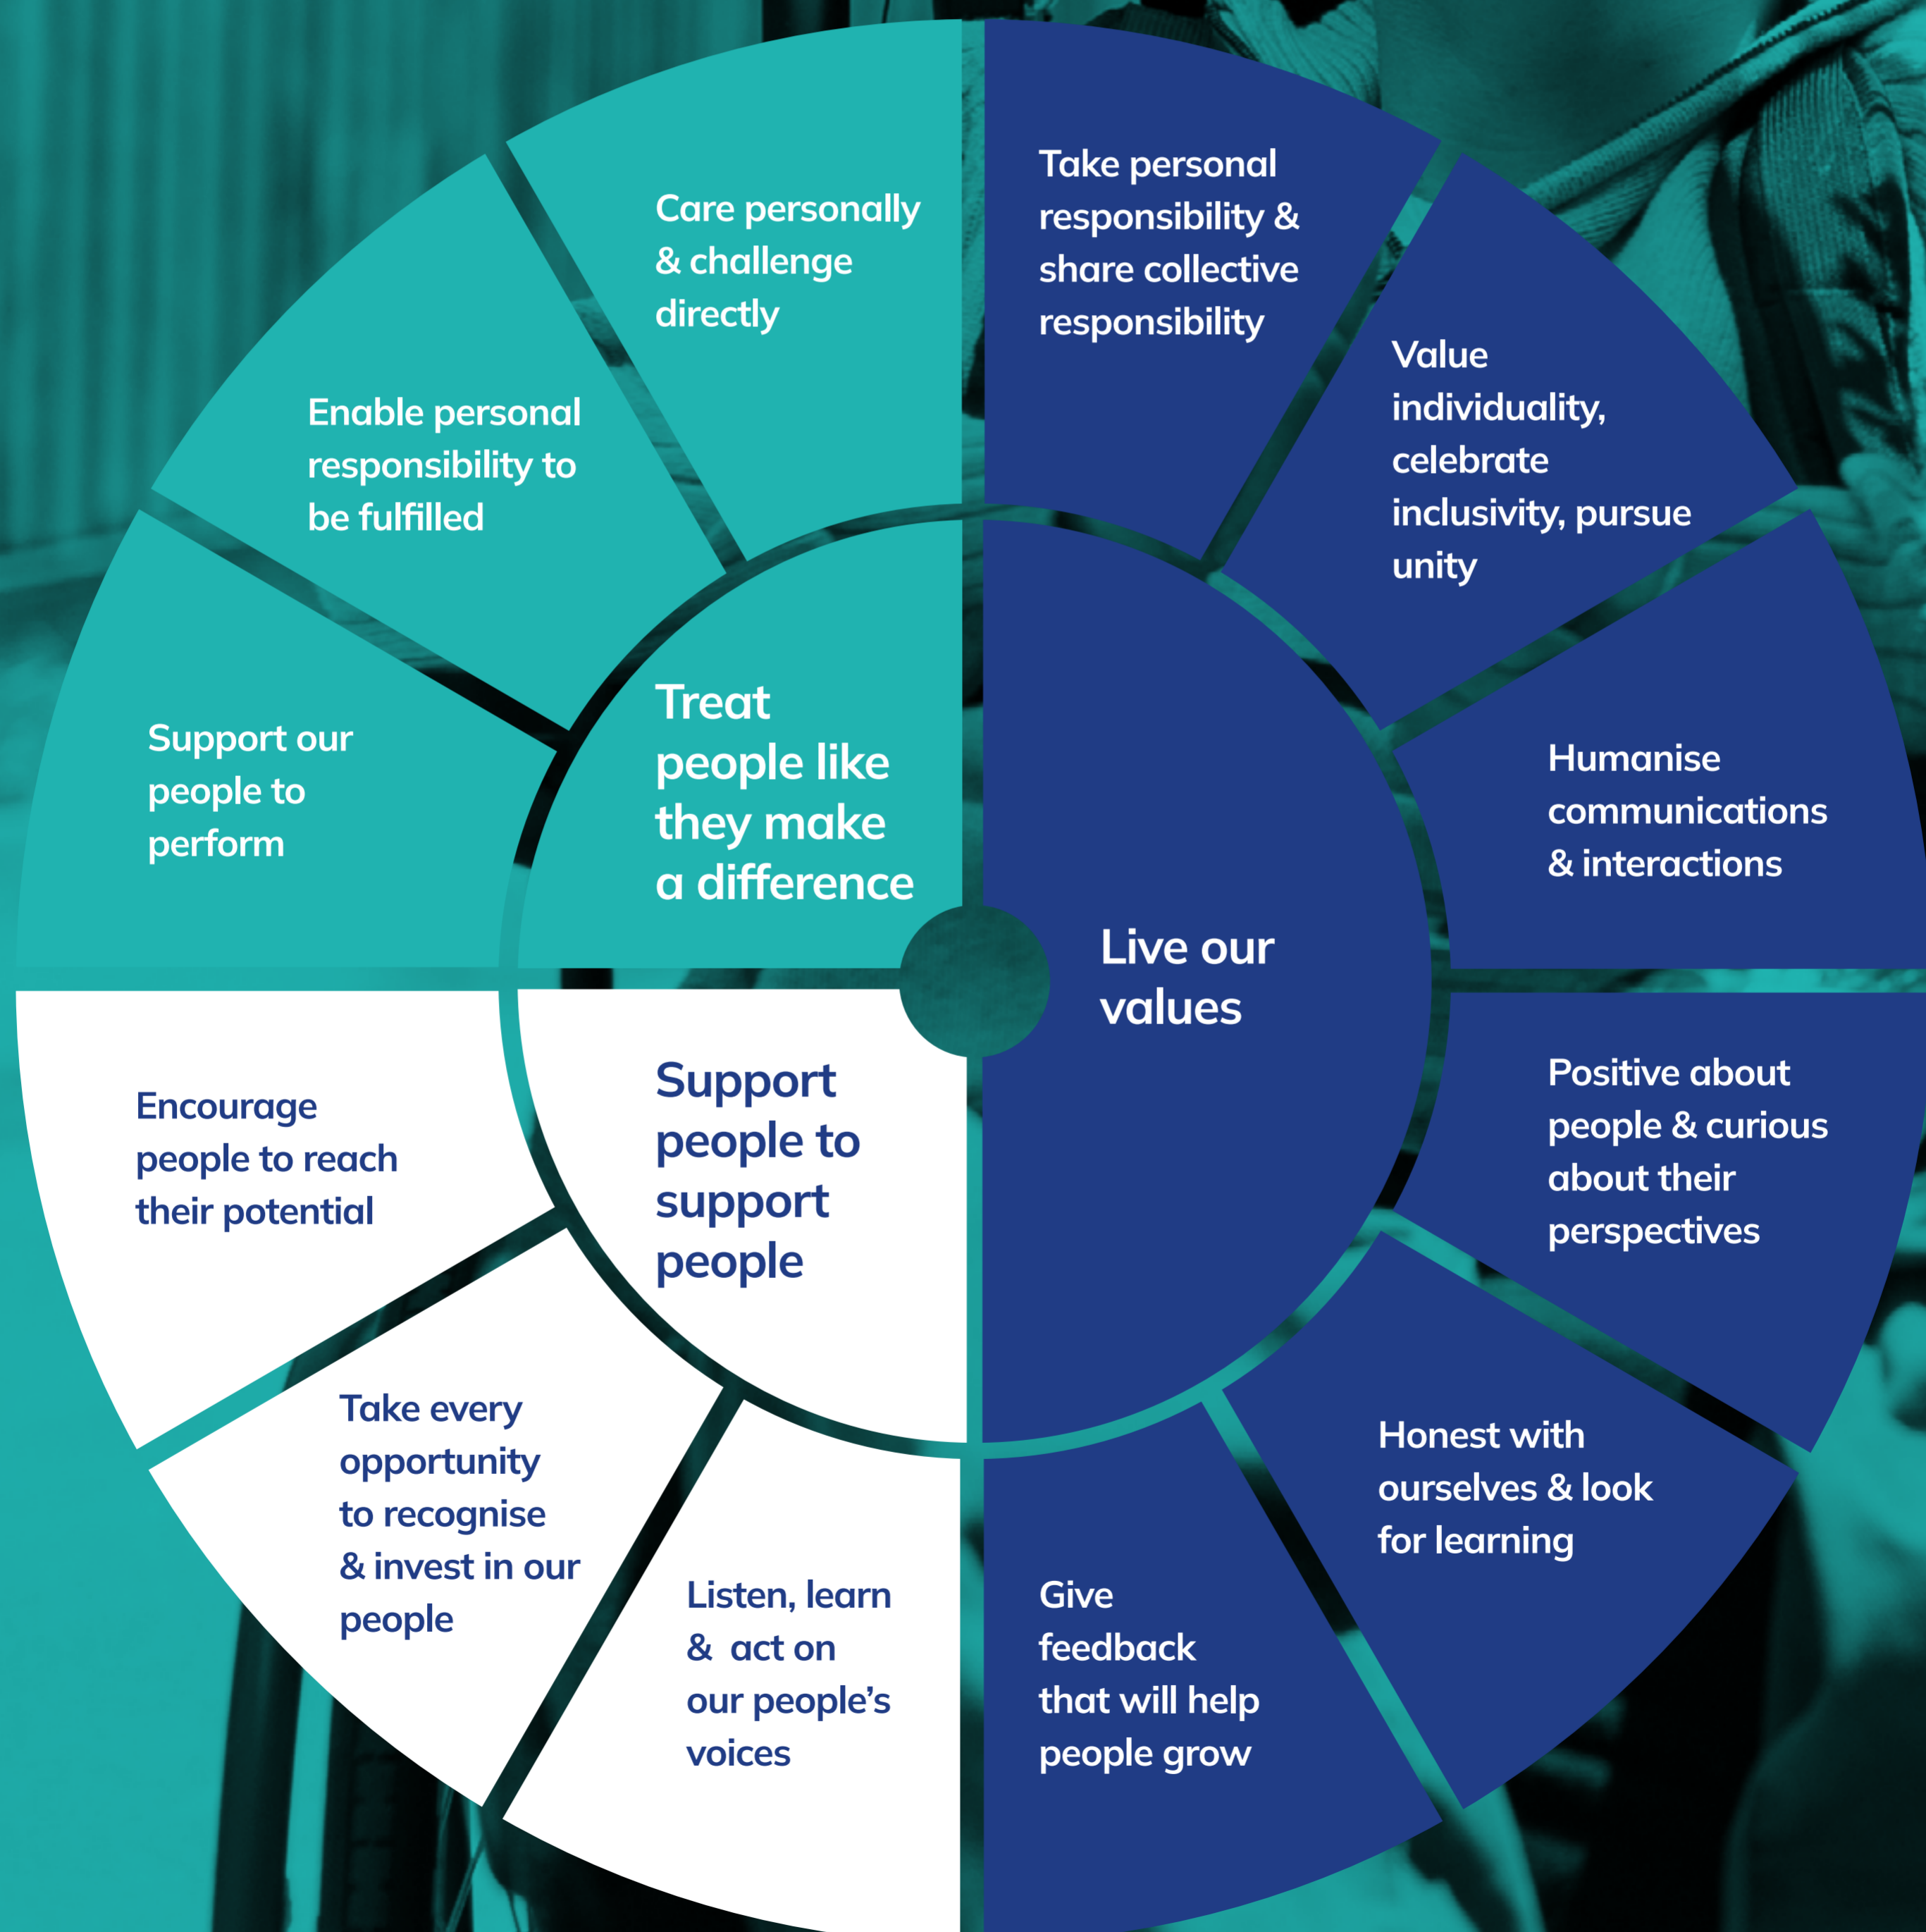 Care personally
& challenge
directly
Take personal
responsibility &
share collective
responsibility
Value
individuality,
celebrate
inclusivity, pursue
unity
Enable personal
responsibility to
be fulfilled
Support our
people to
perform
Treat
people like
they make
a difference
Humanise
communications
& interactions
Live our
values
Support
people to
support
people
Positive about
people & curious
about their
perspectives
Encourage
people to reach
their potential
Take every
opportunity
to recognise
& invest in our
people
Honest with
ourselves & look
for learning
Listen, learn
&  act on
our people’s
voices
Give
feedback
that will help
people grow